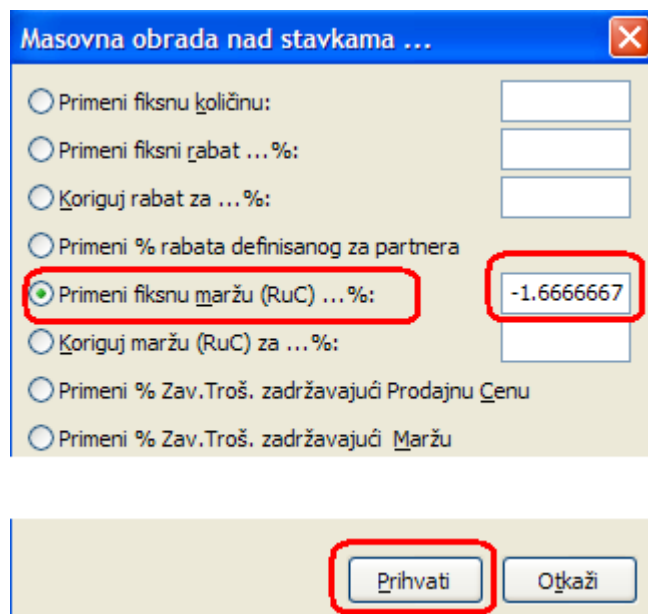 Masovna obrada nad stavkama ...
Primeni fiksnu količinu:
Primeni fiksni rabat ...%:
Koriguj rabat za ...%:
Primeni % rabata definisanog za partnera
Primeni fiksnu maržu (RuC) ...%: -1.6666667
Koriguj maržu (RuC) za ...%:
Primeni % Zav.Troš. zadržavajući Prodajnu Cenu
Primeni % Zav.Troš. zadržavajući Maržu
Prihvati Otkaži